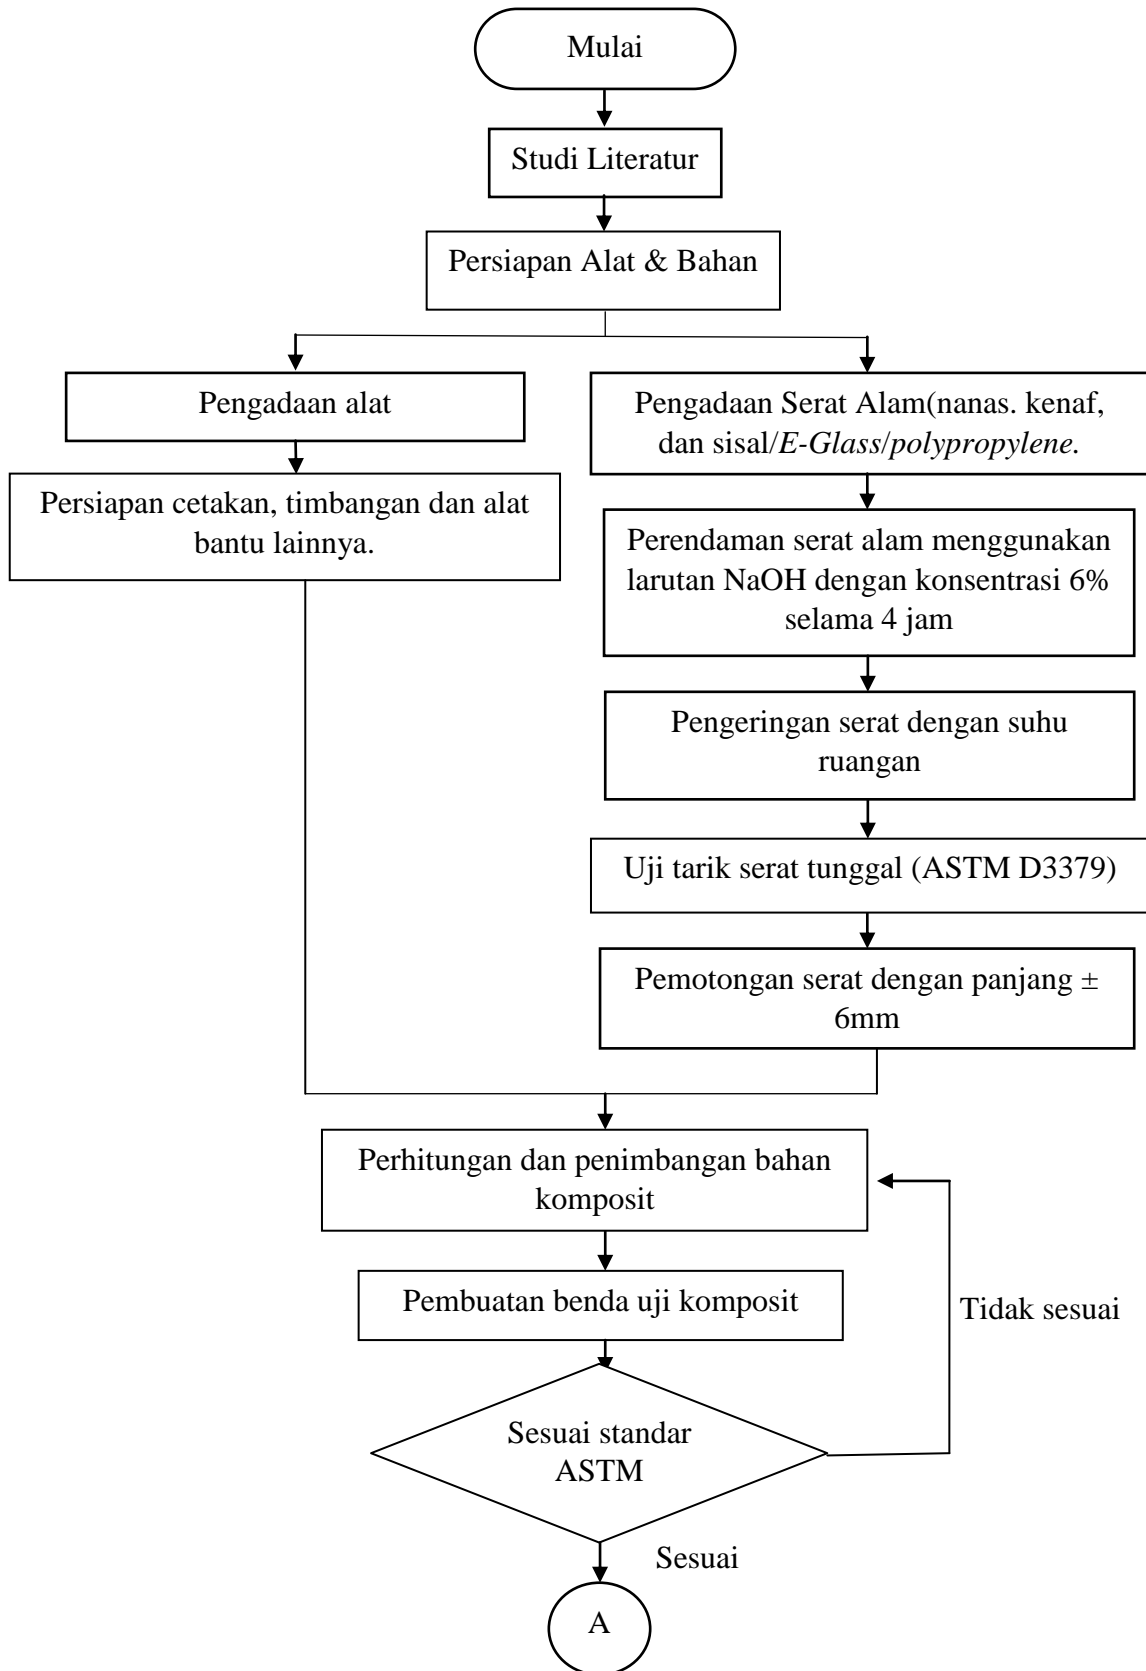 Mulai
Studi Literatur
Persiapan Alat & Bahan
Pengadaan alat
Persiapan cetakan, timbangan dan alat
bantu lainnya.
Pengadaan Serat Alam(nanas. kenaf,
dan sisal/E-Glass/polypropylene.
Perendaman serat alam menggunakan
larutan NaOH dengan konsentrasi 6%
selama 4 jam
Pengeringan serat dengan suhu
ruangan
Uji tarik serat tunggal (ASTM D3379)
Pemotongan serat dengan panjang ±
6mm
Perhitungan dan penimbangan bahan
komposit
Pembuatan benda uji komposit
Tidak sesuai
Sesuai standar
ASTM
Sesuai
A